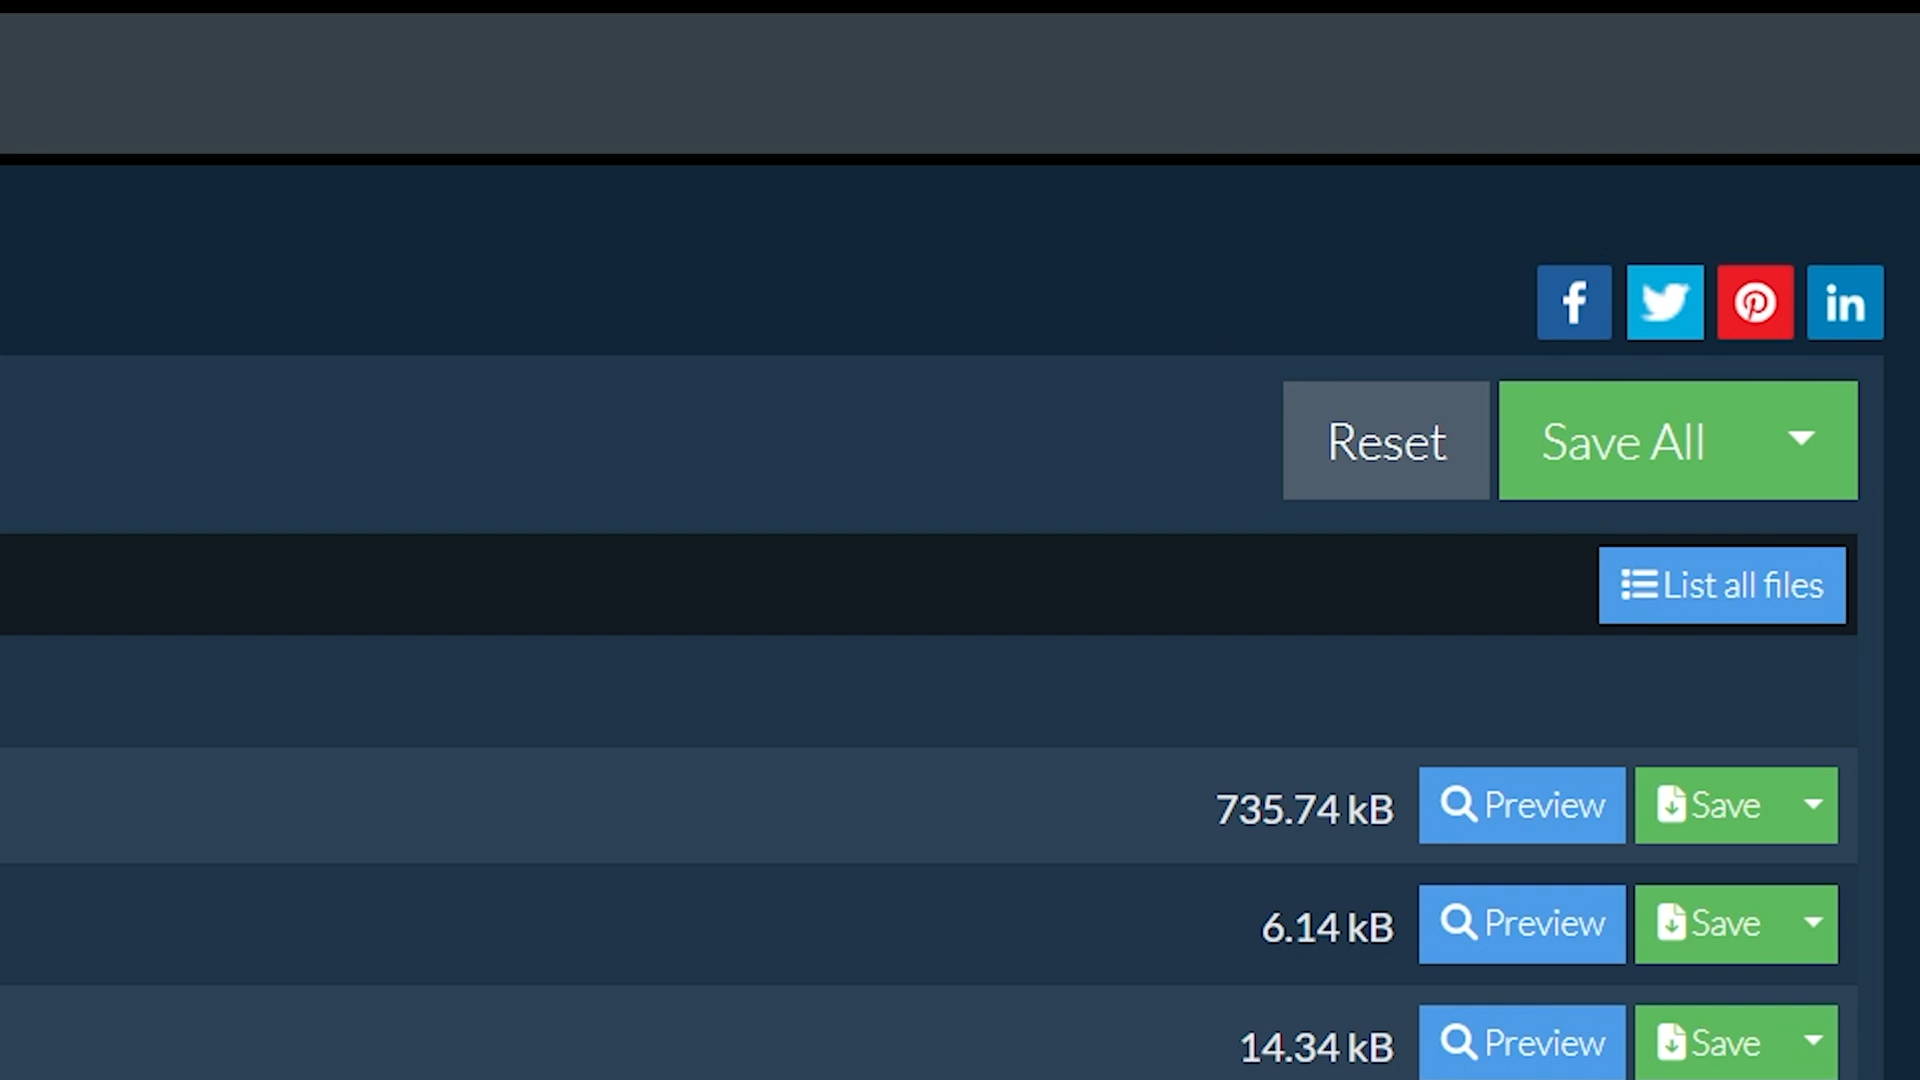 f in
Reset Save All
List all files
735.74 kB Preview Save
6.14 kB Preview Save
14.34 kB Preview Save